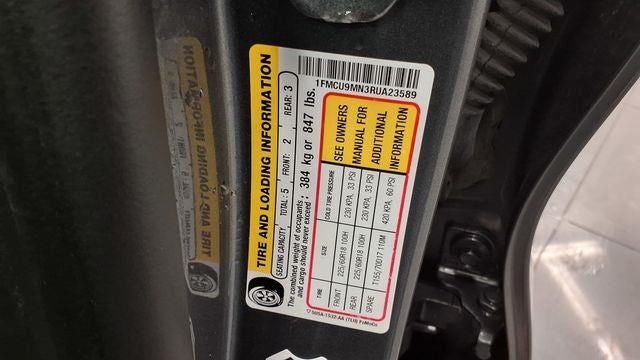 1FMCU9MN3RUA23589
TIRE AND LOADING INFORMATION
SEATING CAPACITY TOTAL: 5 FRONT: 2 REAR: 3
The combined weight of occupants and cargo should never exceed : 384 kg or 847 lbs.
TIRE SIZE COLD TIRE PRESSURE
FRONT 225/60R18 100H 230 KPA, 33 PSI
REAR 225/60R18 100H 230 KPA, 33 PSI
SPARE T155/70D17 110M 420 KPA, 60 PSI
SEE OWNERS
MANUAL FOR
ADDITIONAL
INFORMATION
TIRE AND LOADING INFORMATION